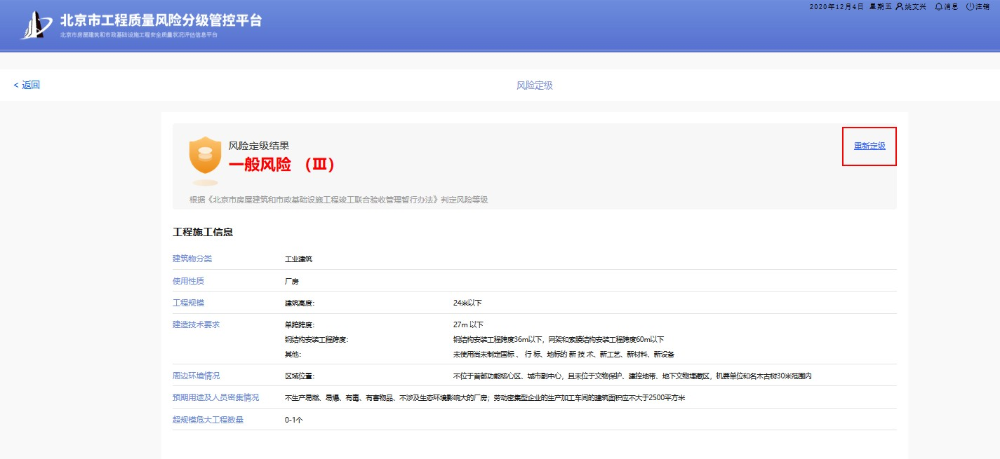 2020年12月4日 星期五 姚文兴 消息 注销
北京市工程质量风险分级管控平台
北京市房屋建筑和市政基础设施工程安全质量状况评估信息平台
< 返回
风险定级
风险定级结果
重新定级
一般风险 （Ⅲ）
根据《北京市房屋建筑和市政基础设施工程竣工联合验收管理暂行办法》判定风险等级
工程施工信息
建筑物分类 工业建筑
使用性质 厂房
工程规模 建筑高度: 24米以下
建造技术要求 单跨跨度: 27m 以下
钢结构安装工程跨度: 钢结构安装工程跨度36m以下，网架和索膜结构安装工程跨度60m以下
其他: 未使用尚未制定国标 、 行 标、地标的 新 技 术、新工艺、新材料、新设备
周边环境情况 区域位置: 不位于首都功能核心区、城市副中心，且未位于文物保护、建控地带、地下文物埋藏区，机要单位和名木古树30米范围内
预期用途及人员密集情况 不生产易燃、易爆、有毒、有害物品、不涉及生态环境影响大的厂房；劳动密集型企业的生产加工车间的建筑面积应不大于2500平方米
超规模危大工程数量 0-1个